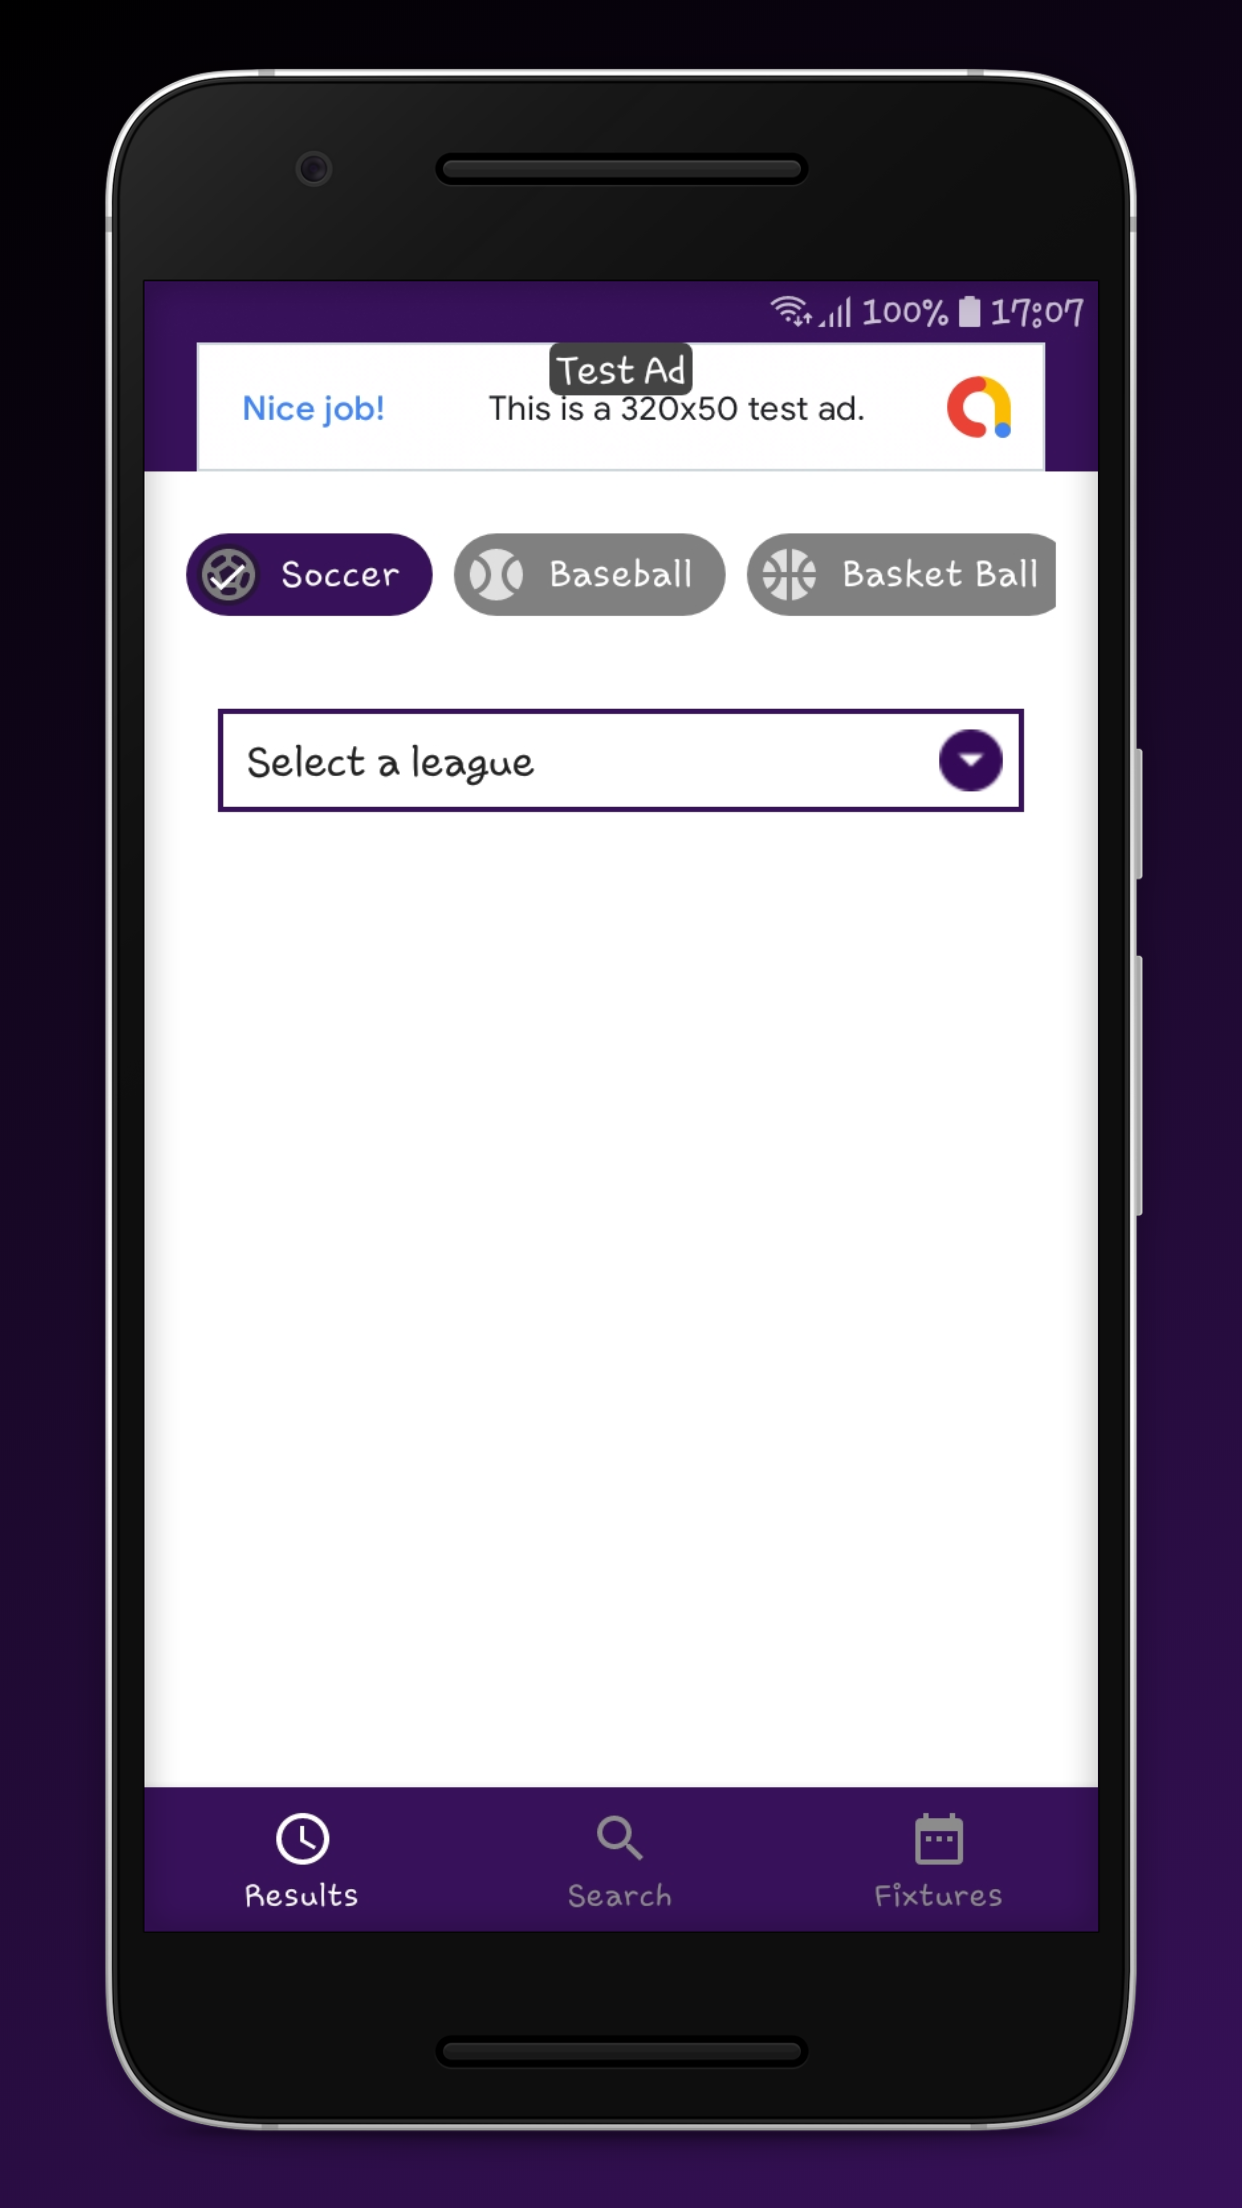 100% 17:07
Test Ad
Nice job! This is a 320x50 test ad.
Soccer Baseball Basket Ball
Select a league
Results Search Fixtures